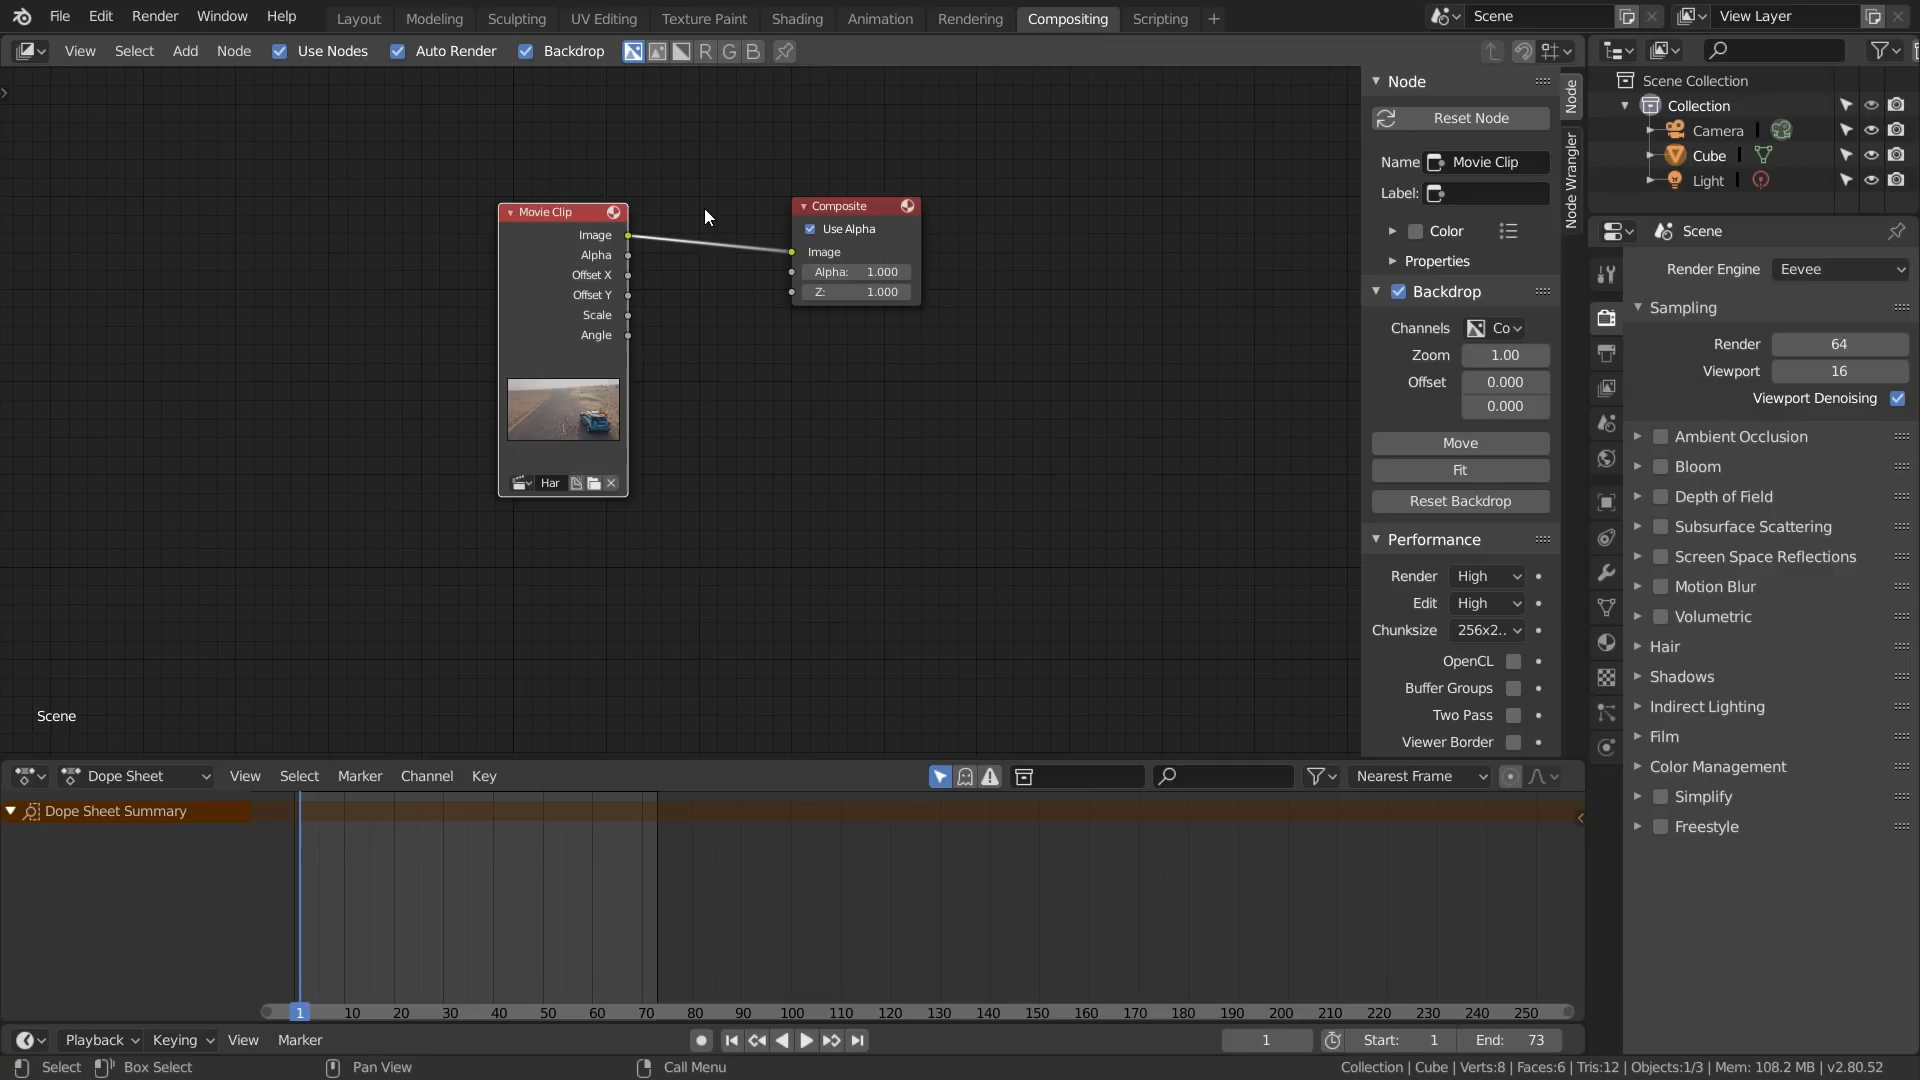 File Edit Render Window Help Layout Modeling Sculpting UV Editing Texture Paint Shading Animation Rendering Compositing Scripting + Scene View Layer
View Select Add Node Use Nodes Auto Render Backdrop R G B
Node
Reset Node
Name Movie Clip
Label:
Color
Properties
Backdrop
Channels Co
Zoom 1.00
Offset 0.000
0.000
Move
Fit
Reset Backdrop
Performance
Render High
Edit High
Chunksize 256x2..
OpenCL
Buffer Groups
Two Pass
Viewer Border
Node
Node Wrangler
Movie Clip
Image
Alpha
Offset X
Offset Y
Scale
Angle
Har
Composite
Use Alpha
Image
Alpha: 1.000
Z: 1.000
Scene
Scene Collection
Collection
Camera
Cube
Light
Scene
Render Engine Eevee
Sampling
Render 64
Viewport 16
Viewport Denoising
Ambient Occlusion
Bloom
Depth of Field
Subsurface Scattering
Screen Space Reflections
Motion Blur
Volumetric
Hair
Shadows
Indirect Lighting
Film
Color Management
Simplify
Freestyle
Dope Sheet View Select Marker Channel Key Nearest Frame
Dope Sheet Summary
1 10 20 30 40 50 60 70 80 90 100 110 120 130 140 150 160 170 180 190 200 210 220 230 240 250
Playback Keying View Marker 1 Start: 1 End: 73
Select Box Select Pan View Call Menu Collection | Cube | Verts:8 | Faces:6 | Tris:12 | Objects:1/3 | Mem: 108.2 MB | v2.80.52